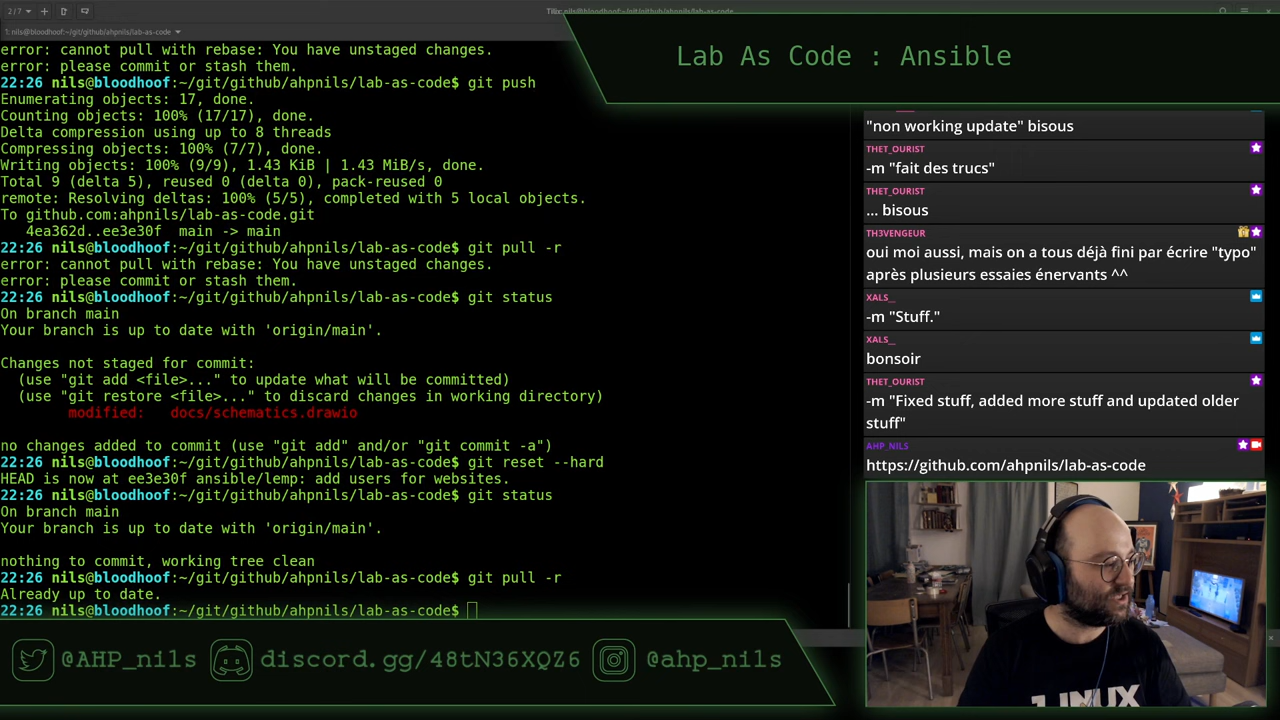 2/7
1: nils@bloodhoof:~/git/github/ahpnils/lab-as-code
error: cannot pull with rebase: You have unstaged changes.
error: please commit or stash them.
22:26 nils@bloodhoof:~/git/github/ahpnils/lab-as-code$ git push
Enumerating objects: 17, done.
Counting objects: 100% (17/17), done.
Delta compression using up to 8 threads
Compressing objects: 100% (7/7), done.
Writing objects: 100% (9/9), 1.43 KiB | 1.43 MiB/s, done.
Total 9 (delta 5), reused 0 (delta 0), pack-reused 0
remote: Resolving deltas: 100% (5/5), completed with 5 local objects.
To github.com:ahpnils/lab-as-code.git
4ea362d..ee3e30f  main -> main
22:26 nils@bloodhoof:~/git/github/ahpnils/lab-as-code$ git pull -r
error: cannot pull with rebase: You have unstaged changes.
error: please commit or stash them.
22:26 nils@bloodhoof:~/git/github/ahpnils/lab-as-code$ git status
On branch main
Your branch is up to date with 'origin/main'.
Changes not staged for commit:
(use "git add <file>..." to update what will be committed)
(use "git restore <file>..." to discard changes in working directory)
modified:   docs/schematics.drawio
no changes added to commit (use "git add" and/or "git commit -a")
22:26 nils@bloodhoof:~/git/github/ahpnils/lab-as-code$ git reset --hard
HEAD is now at ee3e30f ansible/lemp: add users for websites.
22:26 nils@bloodhoof:~/git/github/ahpnils/lab-as-code$ git status
On branch main
Your branch is up to date with 'origin/main'.
nothing to commit, working tree clean
22:26 nils@bloodhoof:~/git/github/ahpnils/lab-as-code$ git pull -r
Already up to date.
22:26 nils@bloodhoof:~/git/github/ahpnils/lab-as-code$
Lab As Code : Ansible
"non working update" bisous
THET_OURIST
-m "fait des trucs"
THET_OURIST
... bisous
TH3VENGEUR
oui moi aussi, mais on a tous déjà fini par écrire "typo"
après plusieurs essaies énervants ^^
XALS__
-m "Stuff."
XALS__
bonsoir
THET_OURIST
-m "Fixed stuff, added more stuff and updated older
stuff"
AHP_NILS
https://github.com/ahpnils/lab-as-code
LINUX
@AHP_nils
discord.gg/48tN36XQZ6
@ahp_nils